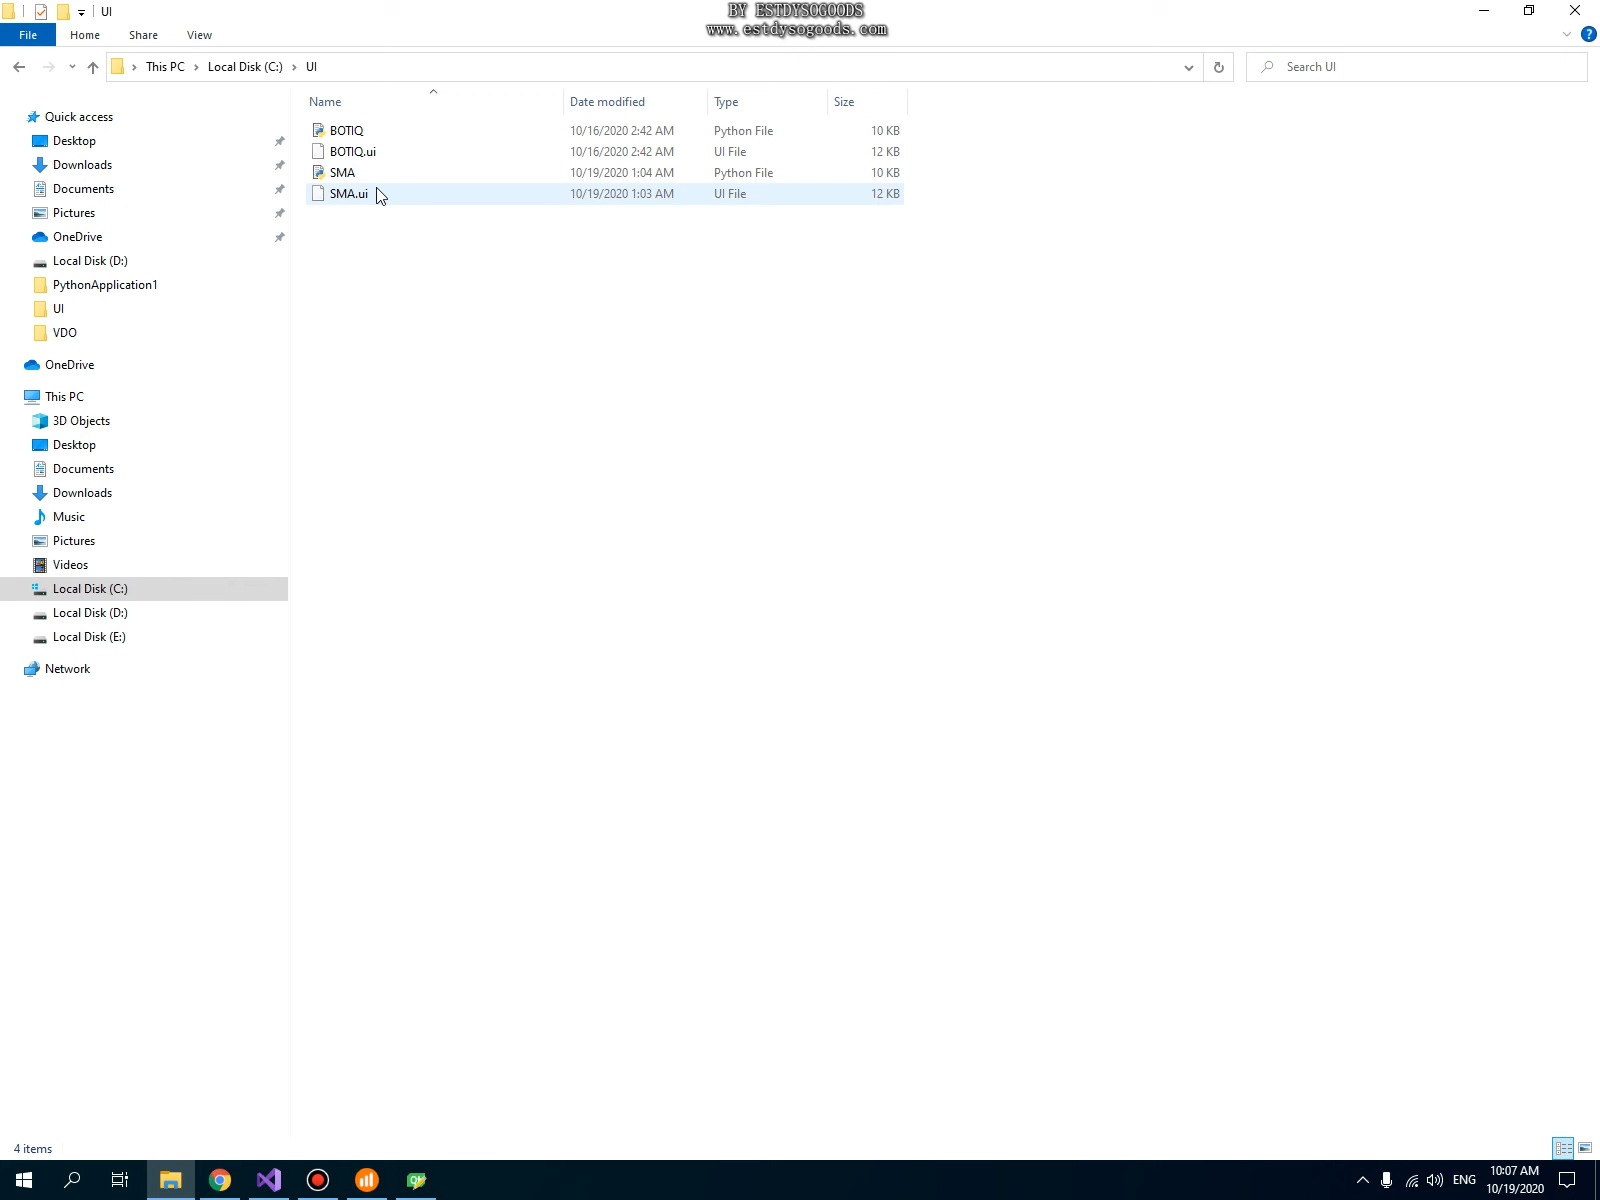 UI
BY ESTDYSOGOODS
www.estdysogoods.com
File Home Share View
This PC Local Disk (C:) UI
Search UI
Name Date modified Type Size
BOTIQ 10/16/2020 2:42 AM Python File 10 KB
BOTIQ.ui 10/16/2020 2:42 AM UI File 12 KB
SMA 10/19/2020 1:04 AM Python File 10 KB
SMA.ui 10/19/2020 1:03 AM UI File 12 KB
Quick access
Desktop
Downloads
Documents
Pictures
OneDrive
Local Disk (D:)
PythonApplication1
UI
VDO
OneDrive
This PC
3D Objects
Desktop
Documents
Downloads
Music
Pictures
Videos
Local Disk (C:)
Local Disk (D:)
Local Disk (E:)
Network
4 items
ENG
10:07 AM
10/19/2020